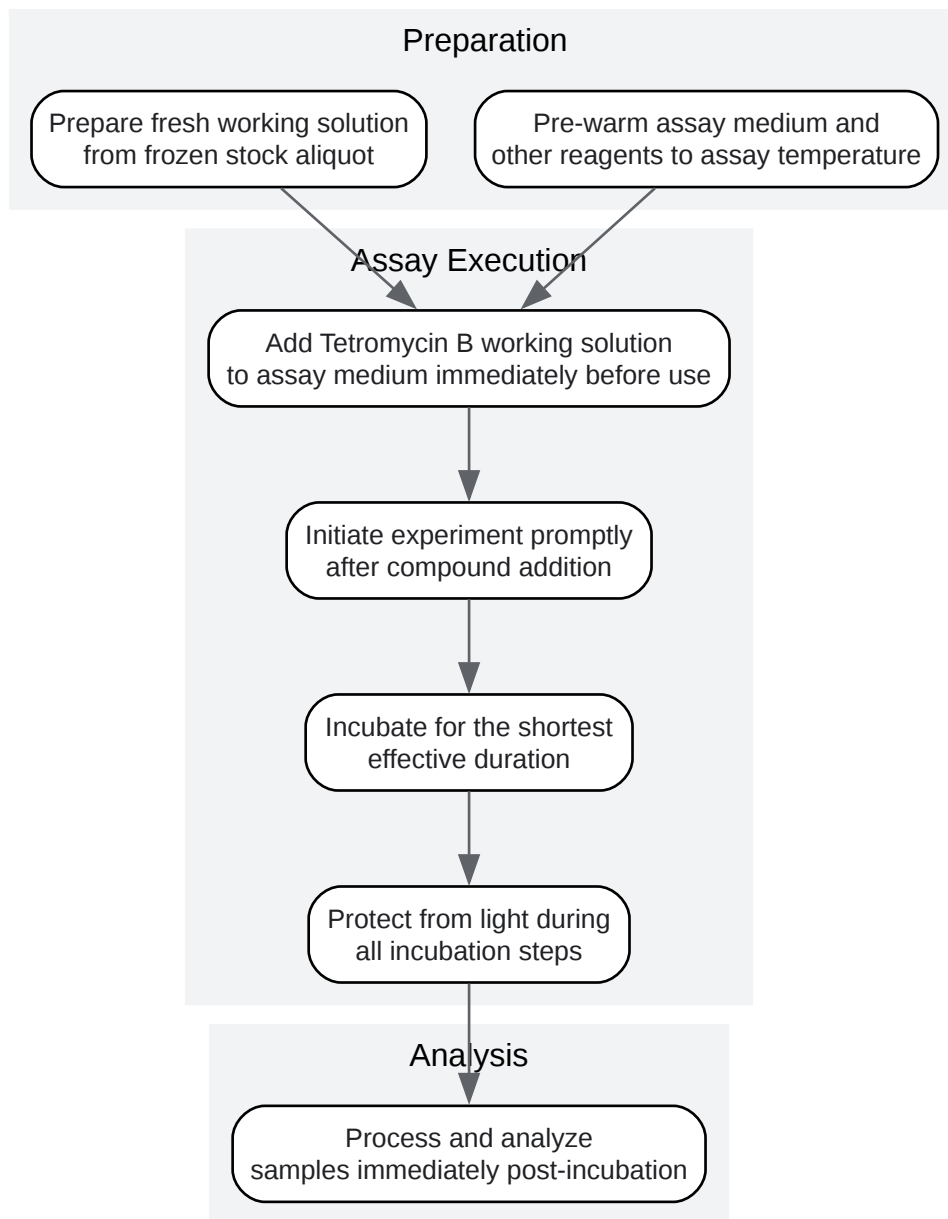 Preparation
Prepare fresh working solution
from frozen stock aliquot
Pre-warm assay medium and
other reagents to assay temperature
Assay Execution
Add Tetromycin B working solution
to assay medium immediately before use
Initiate experiment promptly
after compound addition
Incubate for the shortest
effective duration
Protect from light during
all incubation steps
Analysis
Process and analyze
samples immediately post-incubation